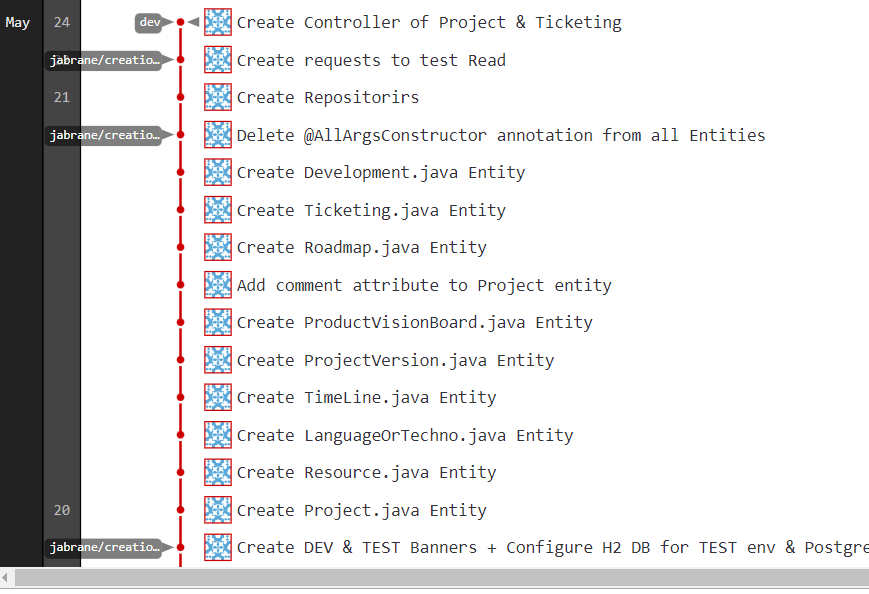 May 24 dev Create Controller of Project & Ticketing
jabrane/creatio… Create requests to test Read
21 Create Repositorirs
jabrane/creatio… Delete @AllArgsConstructor annotation from all Entities
Create Development.java Entity
Create Ticketing.java Entity
Create Roadmap.java Entity
Add comment attribute to Project entity
Create ProductVisionBoard.java Entity
Create ProjectVersion.java Entity
Create TimeLine.java Entity
Create LanguageOrTechno.java Entity
Create Resource.java Entity
20 Create Project.java Entity
jabrane/creatio… Create DEV & TEST Banners + Configure H2 DB for TEST env & Postgre